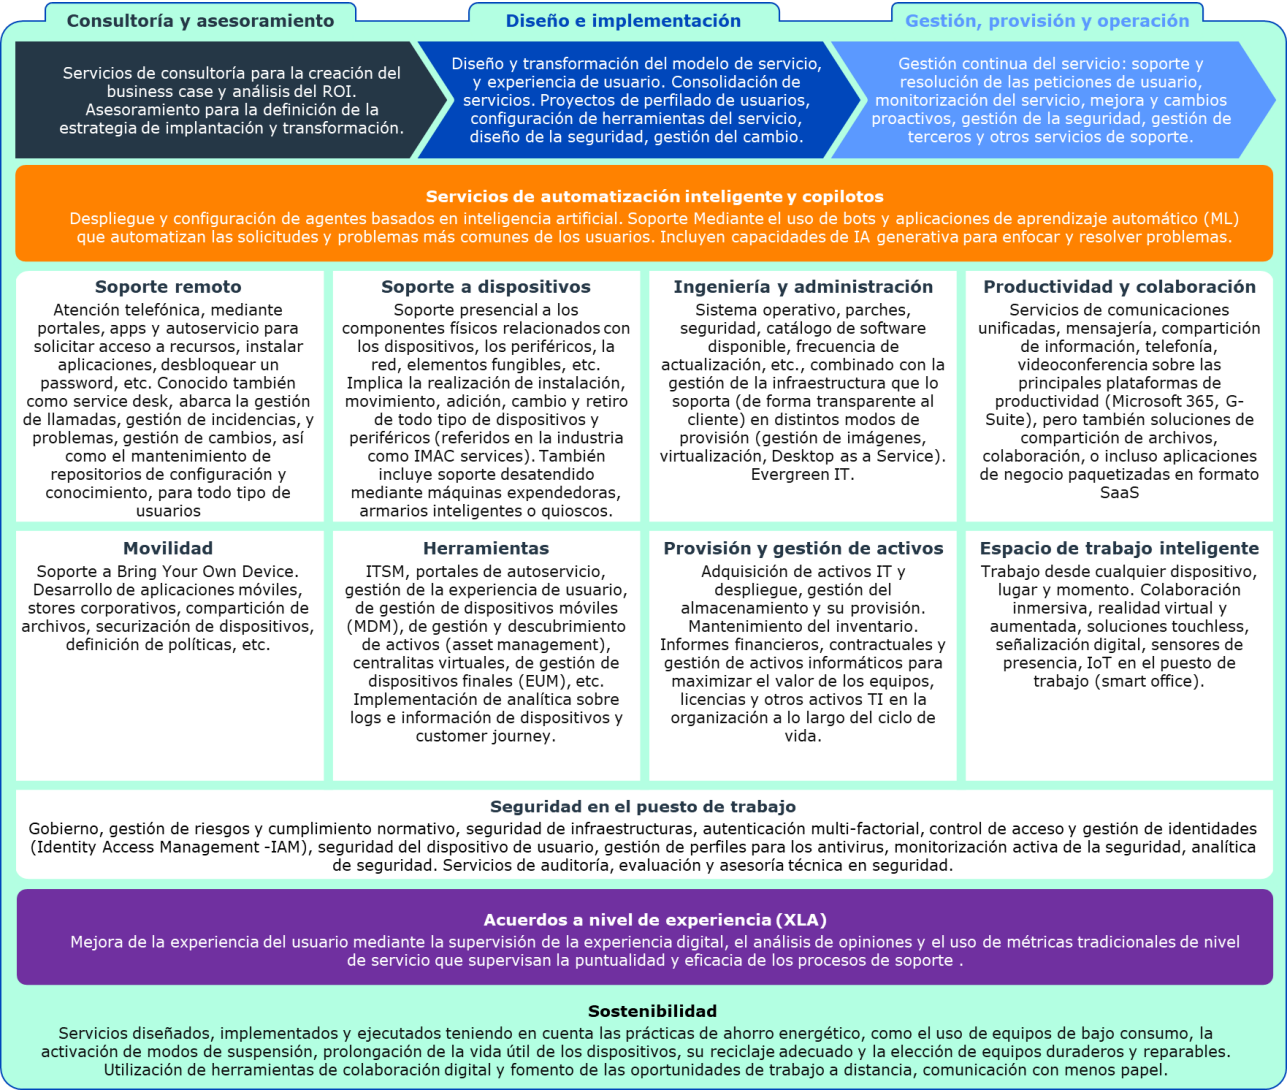 Consultoría y asesoramiento
Diseño e implementación
Gestión, provisión y operación
Servicios de consultoría para la creación del
business case y análisis del ROI.
Asesoramiento para la definición de la
estrategia de implantación y transformación.
Diseño y transformación del modelo de servicio,
y experiencia de usuario. Consolidación de
servicios. Proyectos de perfilado de usuarios,
configuración de herramientas del servicio,
diseño de la seguridad, gestión del cambio.
Gestión continua del servicio: soporte y
resolución de las peticiones de usuario,
monitorización del servicio, mejora y cambios
proactivos, gestión de la seguridad, gestión de
terceros y otros servicios de soporte.
Servicios de automatización inteligente y copilotos
Despliegue y configuración de agentes basados en inteligencia artificial. Soporte Mediante el uso de bots y aplicaciones de aprendizaje automático (ML)
que automatizan las solicitudes y problemas más comunes de los usuarios. Incluyen capacidades de IA generativa para enfocar y resolver problemas.
Soporte remoto
Atención telefónica, mediante
portales, apps y autoservicio para
solicitar acceso a recursos, instalar
aplicaciones, desbloquear un
password, etc. Conocido también
como service desk, abarca la gestión
de llamadas, gestión de incidencias, y
problemas, gestión de cambios, así
como el mantenimiento de
repositorios de configuración y
conocimiento, para todo tipo de
usuarios
Soporte a dispositivos
Soporte presencial a los
componentes físicos relacionados con
los dispositivos, los periféricos, la
red, elementos fungibles, etc.
Implica la realización de instalación,
movimiento, adición, cambio y retiro
de todo tipo de dispositivos y
periféricos (referidos en la industria
como IMAC services). También
incluye soporte desatendido
mediante máquinas expendedoras,
armarios inteligentes o quioscos.
Ingeniería y administración
Sistema operativo, parches,
seguridad, catálogo de software
disponible, frecuencia de
actualización, etc., combinado con la
gestión de la infraestructura que lo
soporta (de forma transparente al
cliente) en distintos modos de
provisión (gestión de imágenes,
virtualización, Desktop as a Service).
Evergreen IT.
Productividad y colaboración
Servicios de comunicaciones
unificadas, mensajería, compartición
de información, telefonía,
videoconferencia sobre las
principales plataformas de
productividad (Microsoft 365, G-
Suite), pero también soluciones de
compartición de archivos,
colaboración, o incluso aplicaciones
de negocio paquetizadas en formato
SaaS
Movilidad
Soporte a Bring Your Own Device.
Desarrollo de aplicaciones móviles,
stores corporativos, compartición de
archivos, securización de dispositivos,
definición de políticas, etc.
Herramientas
ITSM, portales de autoservicio,
gestión de la experiencia de usuario,
de gestión de dispositivos móviles
(MDM), de gestión y descubrimiento
de activos (asset management),
centralitas virtuales, de gestión de
dispositivos finales (EUM), etc.
Implementación de analítica sobre
logs e información de dispositivos y
customer journey.
Provisión y gestión de activos
Adquisición de activos IT y
despliegue, gestión del
almacenamiento y su provisión.
Mantenimiento del inventario.
Informes financieros, contractuales y
gestión de activos informáticos para
maximizar el valor de los equipos,
licencias y otros activos TI en la
organización a lo largo del ciclo de
vida.
Espacio de trabajo inteligente
Trabajo desde cualquier dispositivo,
lugar y momento. Colaboración
inmersiva, realidad virtual y
aumentada, soluciones touchless,
señalización digital, sensores de
presencia, IoT en el puesto de
trabajo (smart office).
Seguridad en el puesto de trabajo
Gobierno, gestión de riesgos y cumplimiento normativo, seguridad de infraestructuras, autenticación multi-factorial, control de acceso y gestión de identidades
(Identity Access Management -IAM), seguridad del dispositivo de usuario, gestión de perfiles para los antivirus, monitorización activa de la seguridad, analítica
de seguridad. Servicios de auditoría, evaluación y asesoría técnica en seguridad.
Acuerdos a nivel de experiencia (XLA)
Mejora de la experiencia del usuario mediante la supervisión de la experiencia digital, el análisis de opiniones y el uso de métricas tradicionales de nivel
de servicio que supervisan la puntualidad y eficacia de los procesos de soporte .
Sostenibilidad
Servicios diseñados, implementados y ejecutados teniendo en cuenta las prácticas de ahorro energético, como el uso de equipos de bajo consumo, la
activación de modos de suspensión, prolongación de la vida útil de los dispositivos, su reciclaje adecuado y la elección de equipos duraderos y reparables.
Utilización de herramientas de colaboración digital y fomento de las oportunidades de trabajo a distancia, comunicación con menos papel.